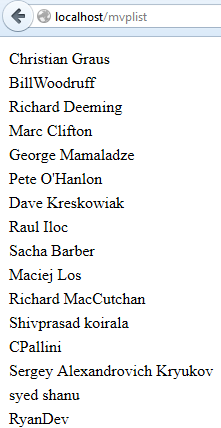 localhost/mvplist
Christian Graus
BillWoodruff
Richard Deeming
Marc Clifton
George Mamaladze
Pete O'Hanlon
Dave Kreskowiak
Raul Iloc
Sacha Barber
Maciej Los
Richard MacCutchan
Shivprasad koirala
CPallini
Sergey Alexandrovich Kryukov
syed shanu
RyanDev